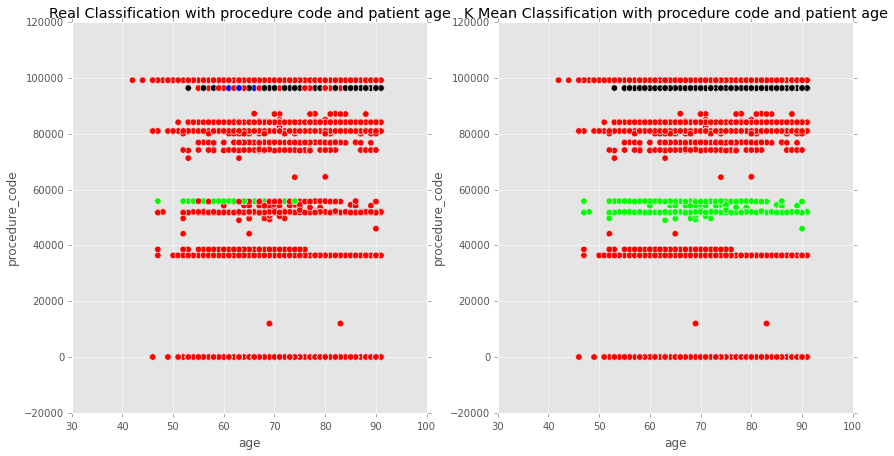 Real Classification with procedure code and patient age
K Mean Classification with procedure code and patient age
120000
100000
80000
60000
40000
20000
0
−20000
procedure_code
30 40 50 60 70 80 90 100
age
120000
100000
80000
60000
40000
20000
0
−20000
procedure_code
30 40 50 60 70 80 90 100
age